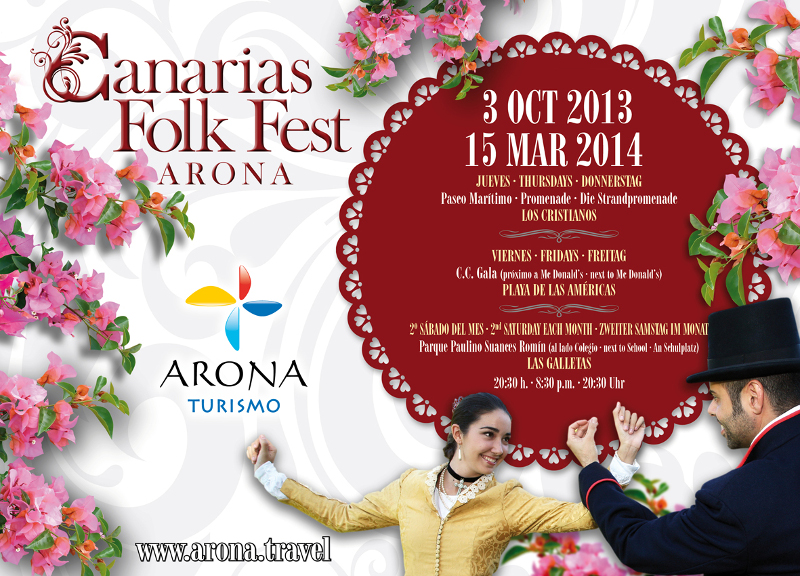 Canarias
Folk Fest
ARONA
3 OCT 2013
15 MAR 2014
JUEVES · THURSDAYS · DONNERSTAG
Paseo Marítimo · Promenade · Die Strandpromenade
LOS CRISTIANOS
VIERNES · FRIDAYS · FREITAG
C.C. Gala (próximo a Mc Donald's · next to Mc Donald's)
PLAYA DE LAS AMÉRICAS
2º SÁBADO DEL MES · 2nd SATURDAY EACH MONTH · ZWEITER SAMSTAG IM MONAT
Parque Paulino Suances Romín (al lado Colegio · next to School · An Schulplatz)
LAS GALLETAS
20:30 h. · 8:30 p.m. · 20:30 Uhr
ARONA
TURISMO
www.arona.travel